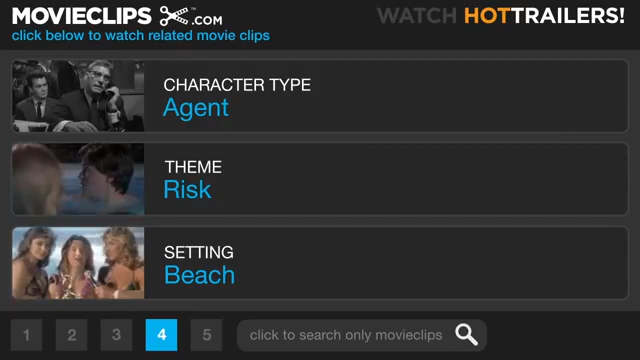 MOVIECLIPS .COM
WATCH HOTTRAILERS!
click below to watch related movie clips
CHARACTER TYPE
Agent
THEME
Risk
SETTING
Beach
1 2 3 4 5 click to search only movieclips